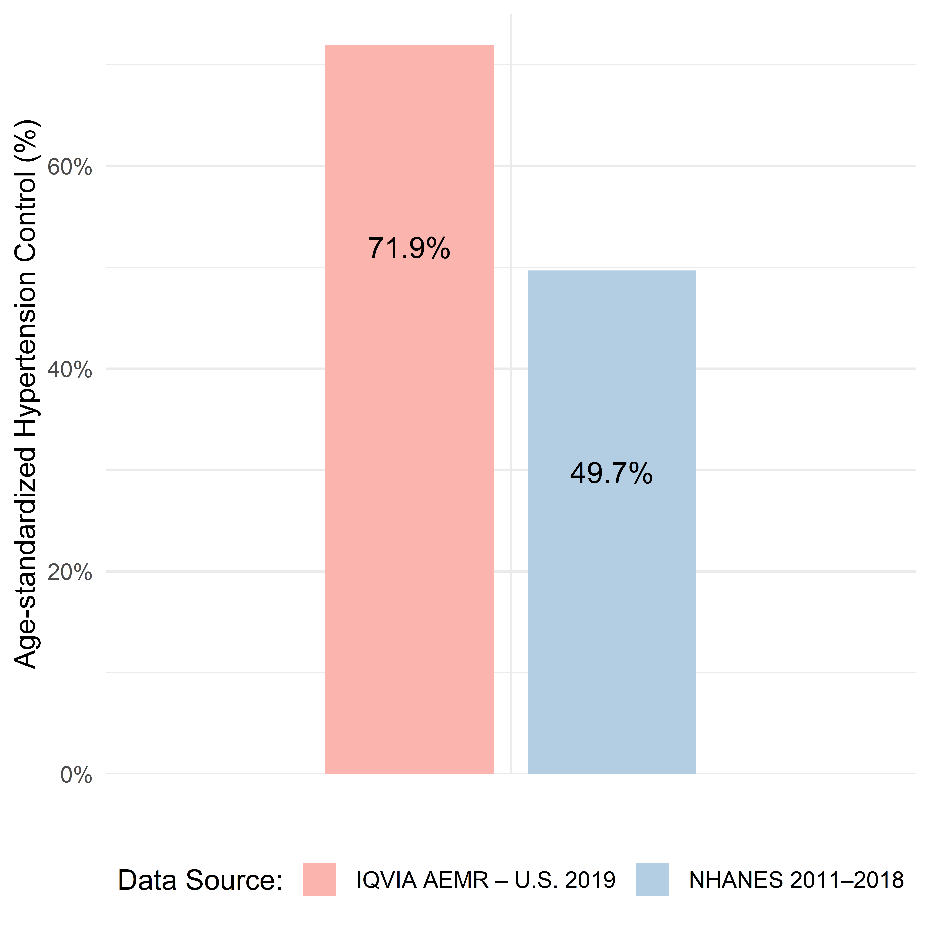 Age-standardized Hypertension Control (%)
60%
40%
20%
0%
71.9%
49.7%
Data Source:
IQVIA AEMR – U.S. 2019
NHANES 2011–2018